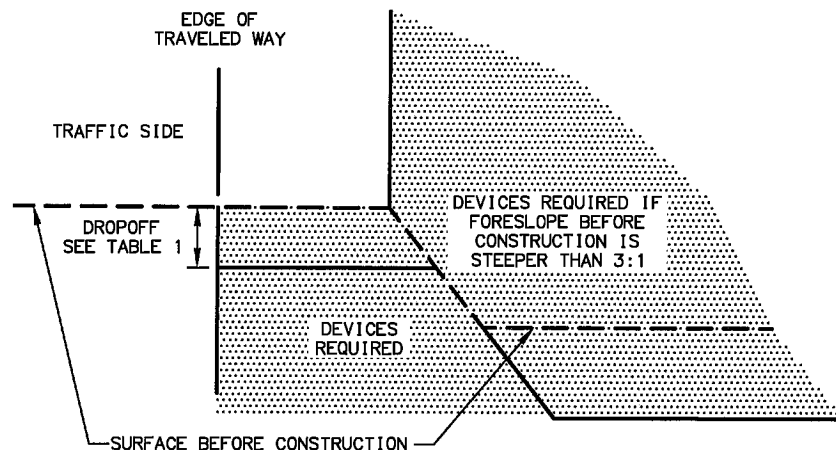 EDGE OF
TRAVELED WAY
TRAFFIC SIDE
DROPOFF
SEE TABLE 1
DEVICES REQUIRED IF
FORESLOPE BEFORE
CONSTRUCTION IS
STEEPER THAN 3:1
DEVICES
REQUIRED
SURFACE BEFORE CONSTRUCTION